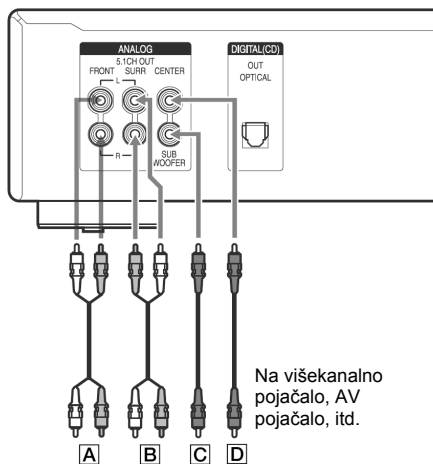 ANALOG
5.1CH OUT
FRONT SURR CENTER
L
R
SUB
WOOFER
DIGITAL(CD)
OUT
OPTICAL
Na višekanalno
pojačalo, AV
pojačalo, itd.
A B C D